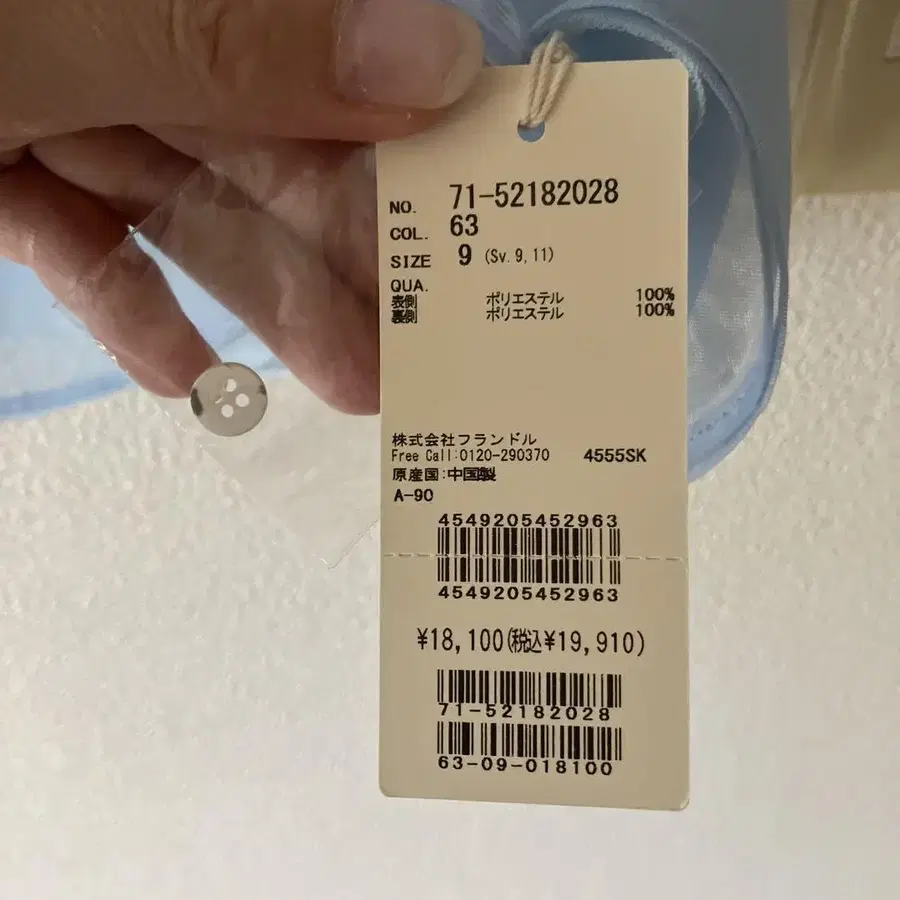 NO. 71-52182028
COL. 63
SIZE 9 (Sv. 9, 11)
QUA.
表側 ポリエステル 100%
裏側 ポリエステル 100%
株式会社フランドル
Free Call:0120-290370 4555SK
原産国:中国製
A-90
4549205452963
4549205452963
¥18,100(税込¥19,910)
71-52182028
63-09-018100